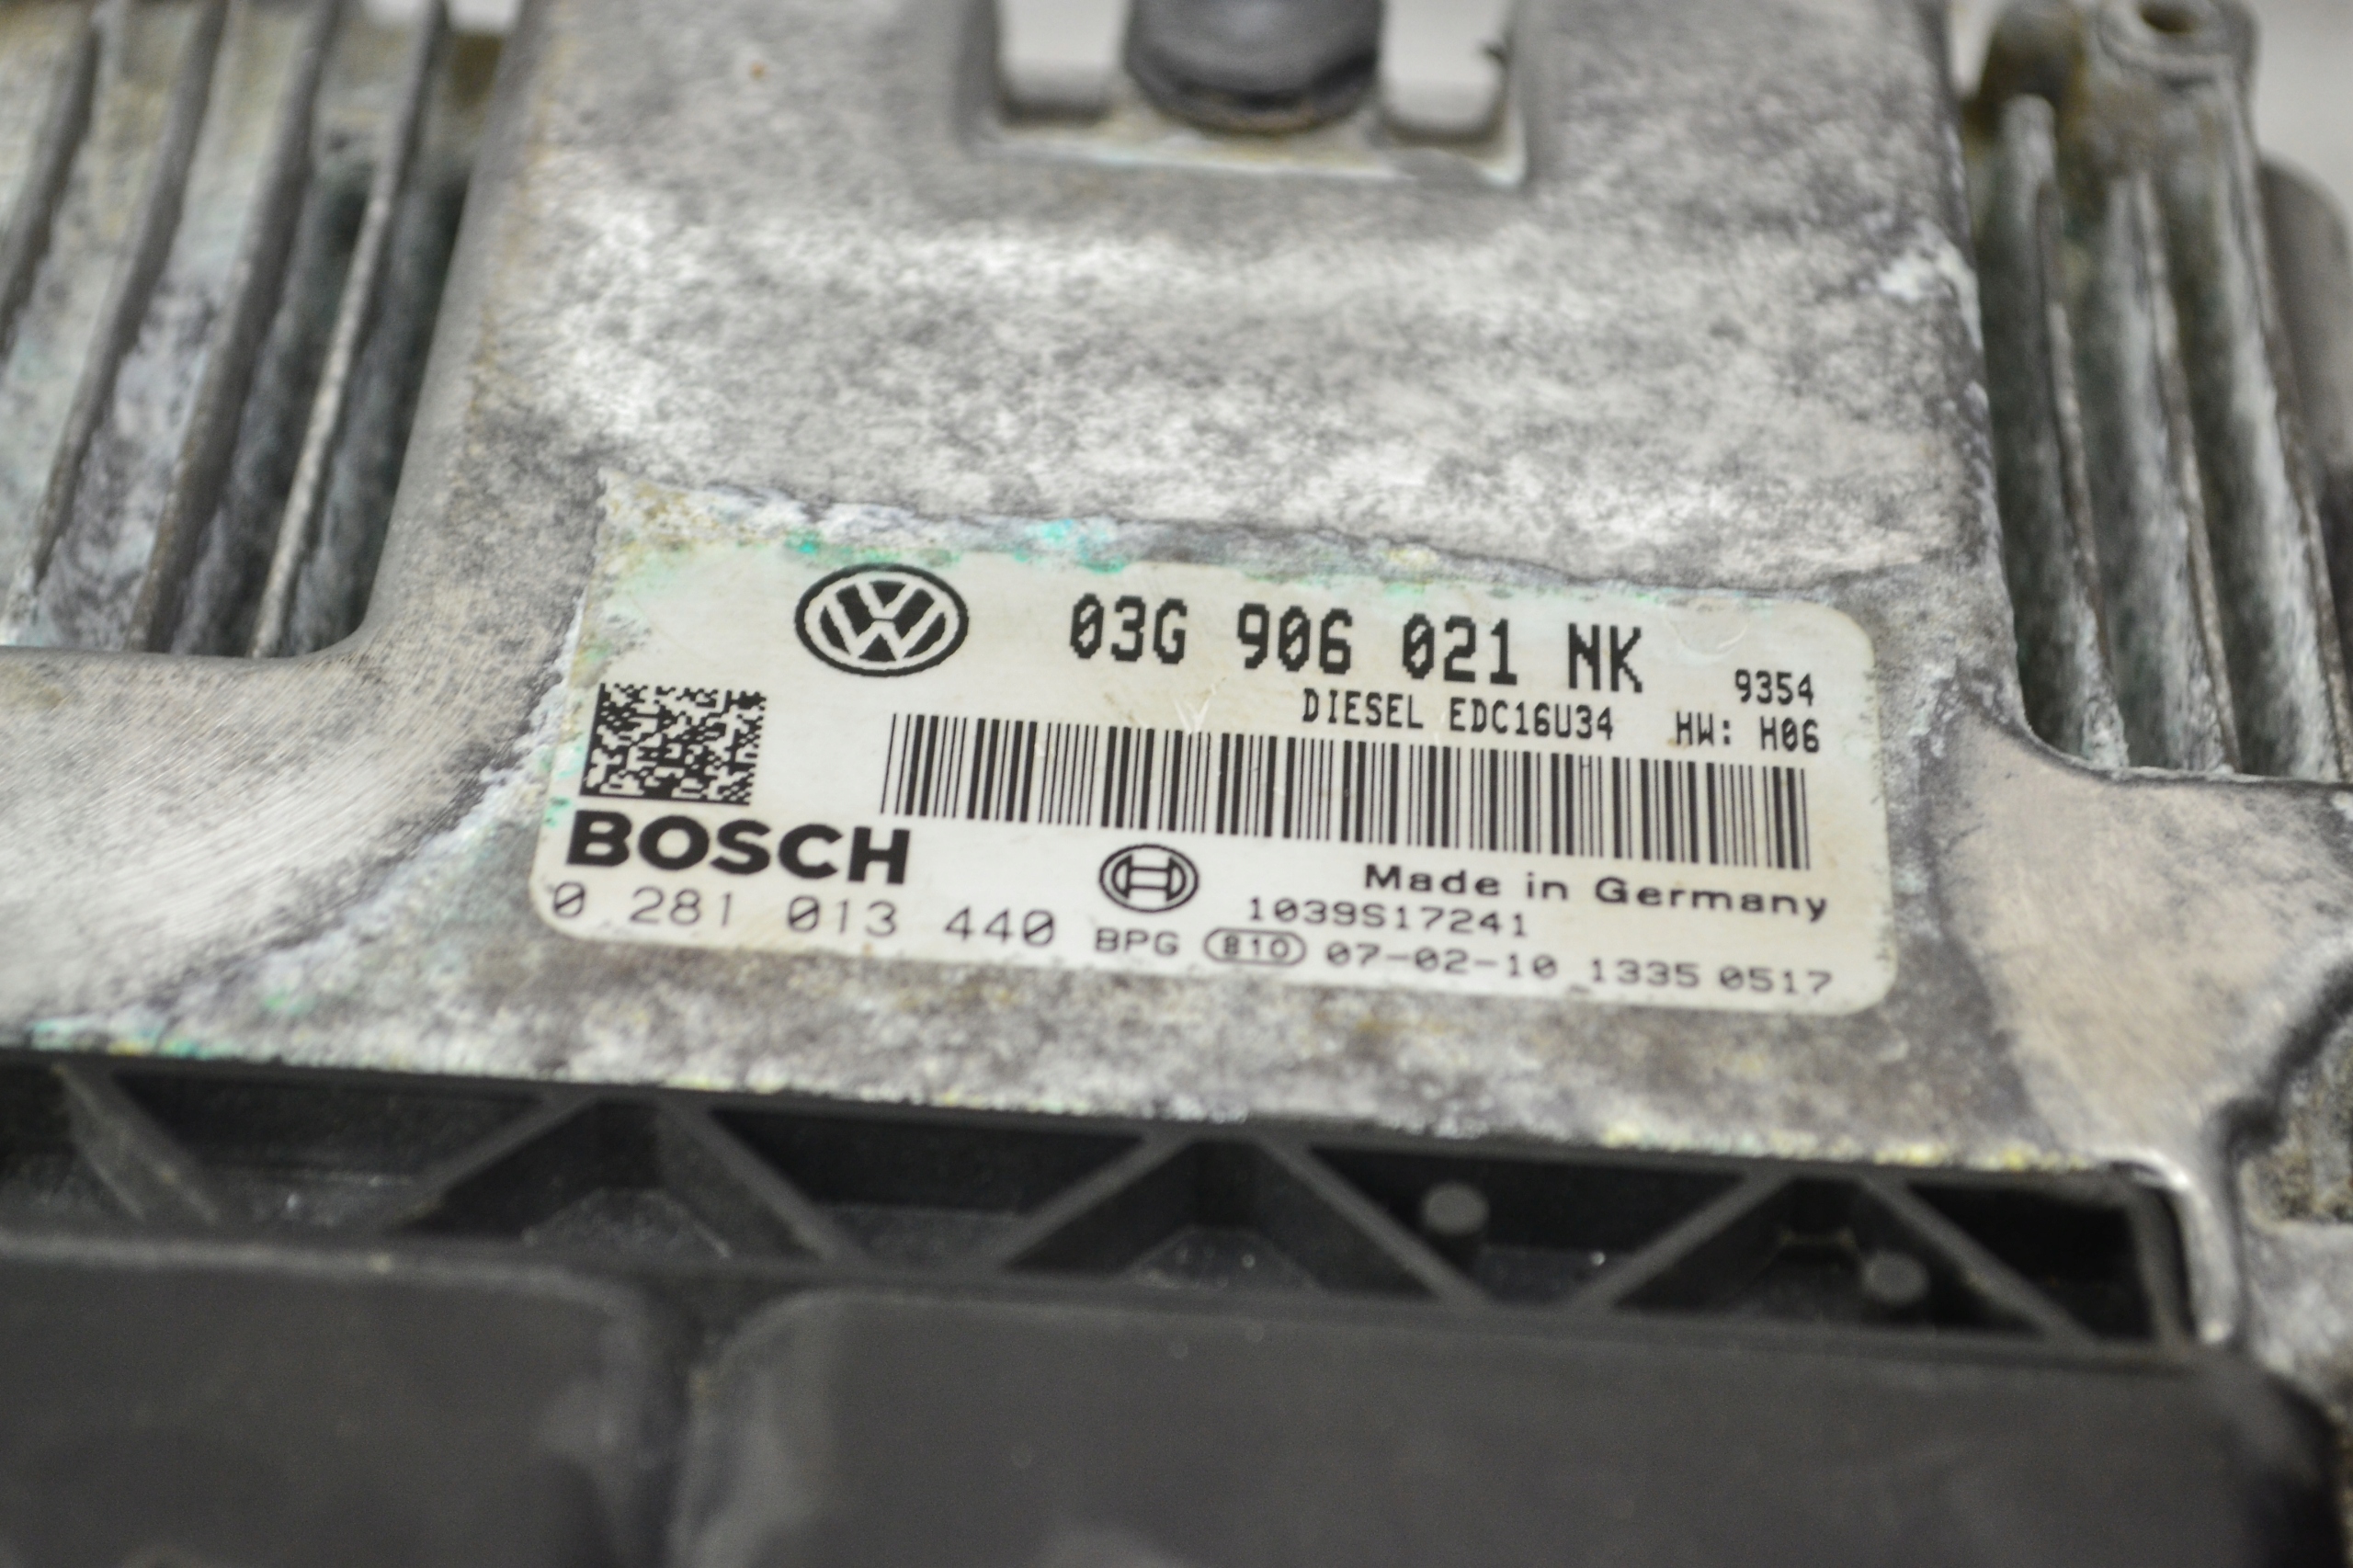 03G 906 021 NK
9354
DIESEL EDC16U34 HW: H06
BOSCH
Made in Germany
1039S17241
0 281 013 440 BPG 810 07-02-10 1335 0517